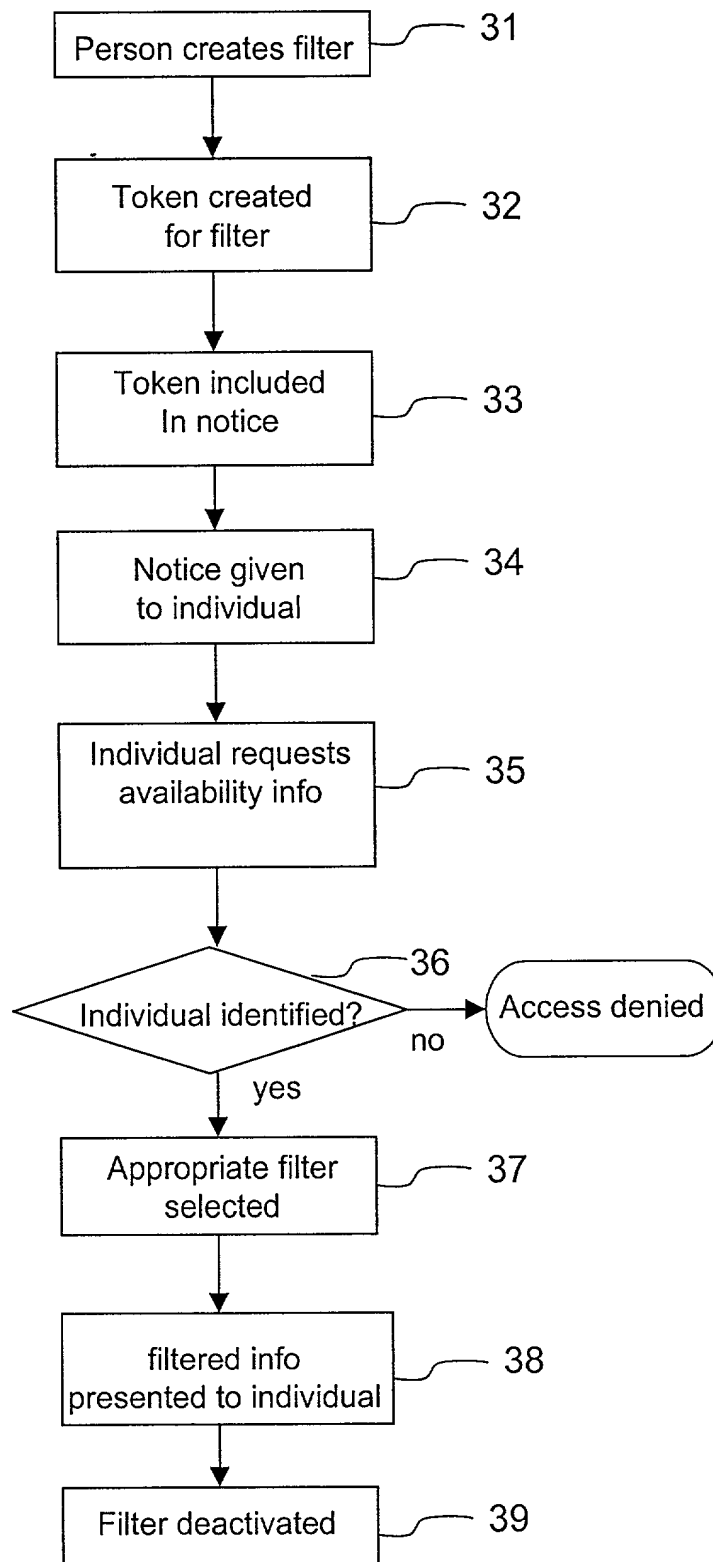 Person creates filter
31
Token created
for filter
32
Token included
In notice
33
Notice given
to individual
34
Individual requests
availability info
35
36
Individual identified?
no
Access denied
yes
Appropriate filter
selected
37
filtered info
presented to individual
38
Filter deactivated
39